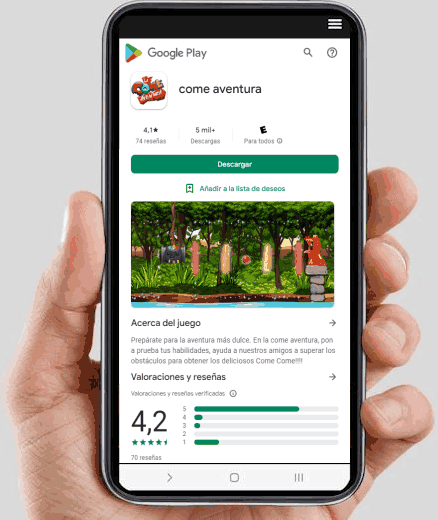 Google Play
come aventura
4,1★
74 reseñas
5 mil+
Descargas
E
Para todos
Descargar
Añadir a la lista de deseos
Acerca del juego
Prepárate para la aventura más dulce. En la come aventura, pon
a prueba tus habilidades, ayuda a nuestros amigos a superar los
obstáculos para obtener los deliciosos Come Come!!!!
Valoraciones y reseñas
Valoraciones y reseñas verificadas
4,2
5
4
3
2
1
70 reseñas